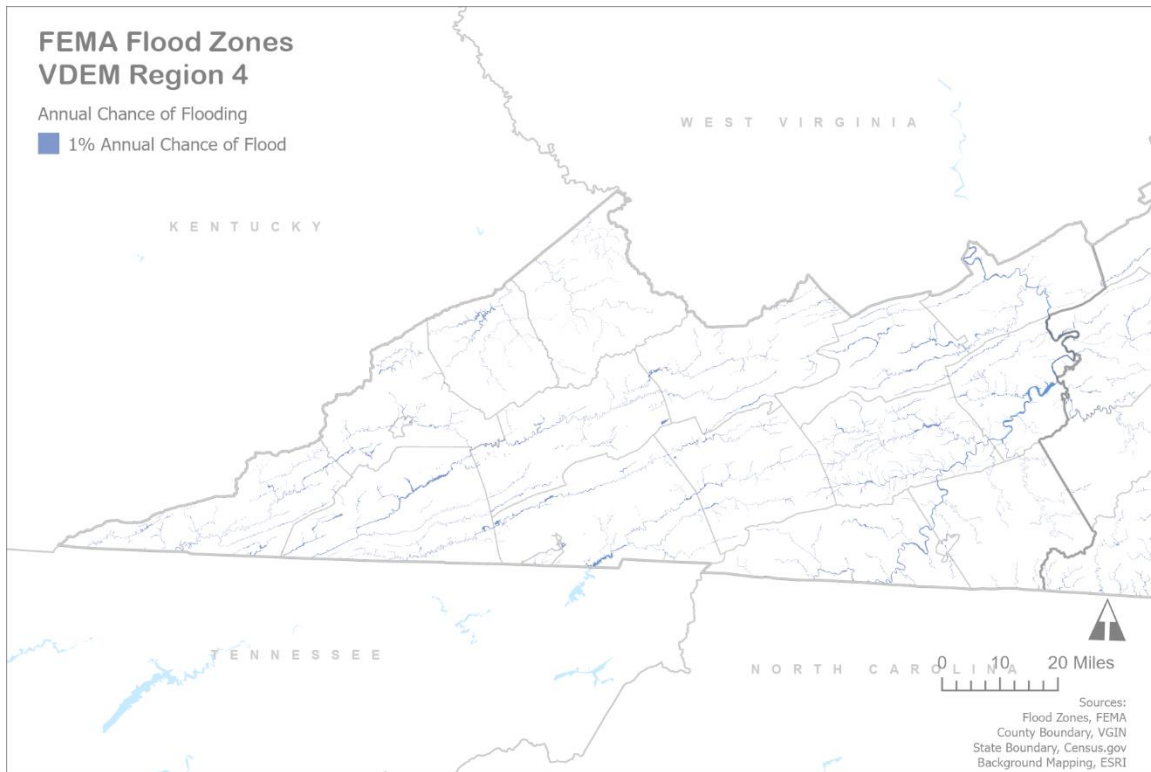 FEMA Flood Zones
VDEM Region 4
Annual Chance of Flooding
1% Annual Chance of Flood
WEST VIRGINIA
KENTUCKY
TENNESSEE
NORTH CAROLINA
0 10 20 Miles
Sources:
Flood Zones, FEMA
County Boundary, VGIN
State Boundary, Census.gov
Background Mapping, ESRI